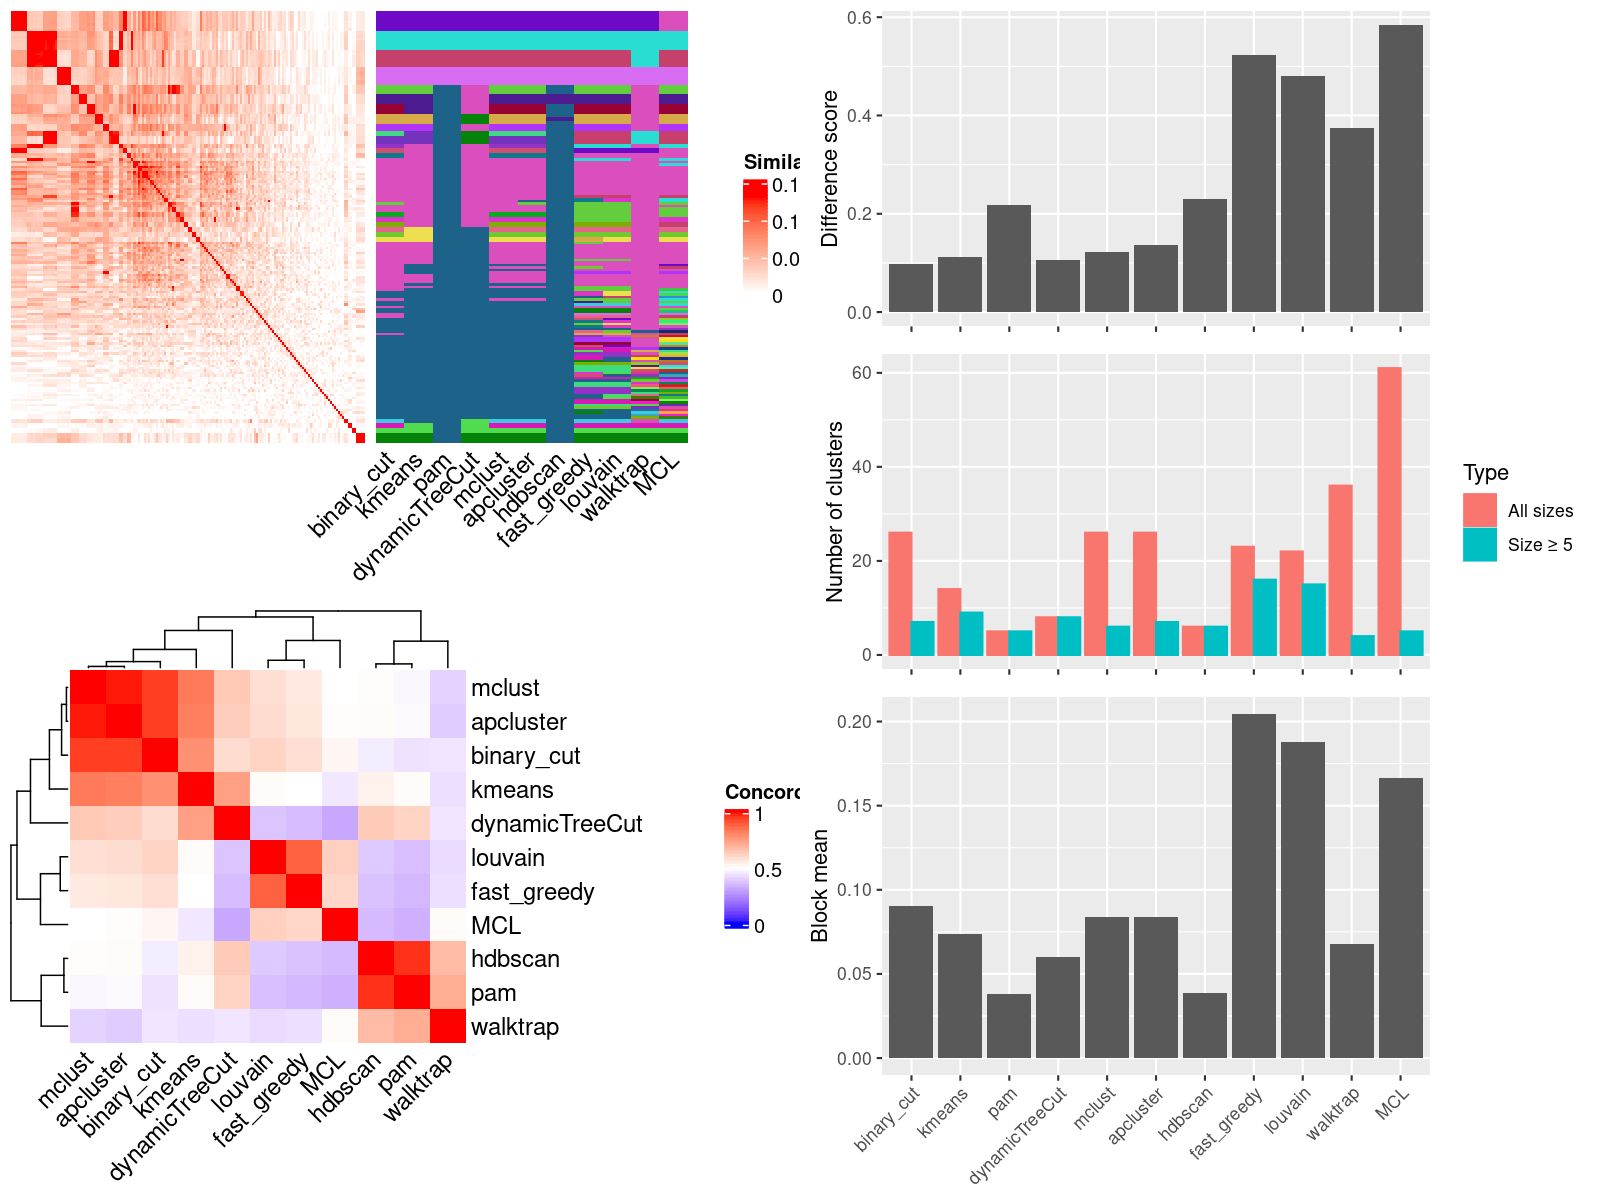 Simila
0.1
0.1
0.0
0
binary_cut
kmeans
pam
dynamicTreeCut
mclust
apcluster
hdbscan
fast_greedy
louvain
walktrap
MCL
mclust
apcluster
binary_cut
kmeans
dynamicTreeCut
louvain
fast_greedy
MCL
hdbscan
pam
walktrap
mclust
apcluster
binary_cut
kmeans
dynamicTreeCut
louvain
fast_greedy
MCL
hdbscan
pam
walktrap
Concord
1
0.5
0
Difference score
0.6
0.4
0.2
0.0
Number of clusters
60
40
20
0
Type
All sizes
Size ≥ 5
Block mean
0.20
0.15
0.10
0.05
0.00
binary_cut
kmeans
pam
dynamicTreeCut
mclust
apcluster
hdbscan
fast_greedy
louvain
walktrap
MCL